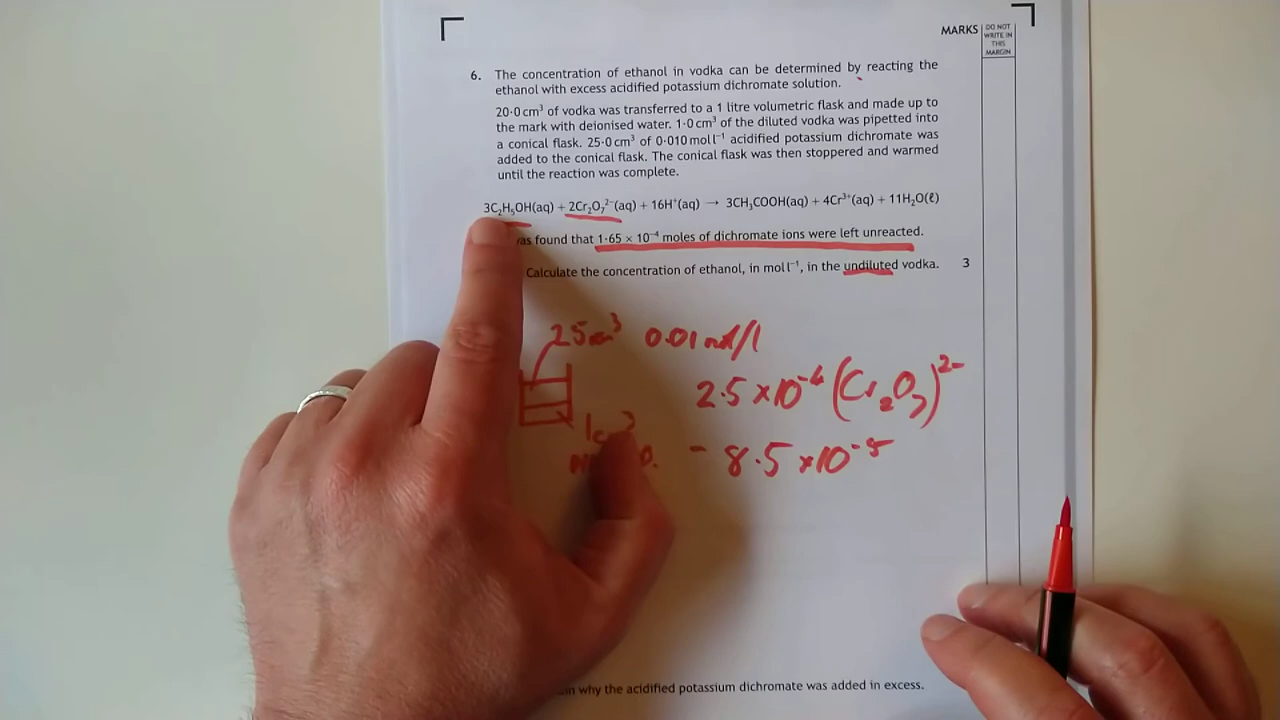 MARKS
DO NOT
WRITE IN
THIS
MARGIN
6. The concentration of ethanol in vodka can be determined by reacting the
ethanol with excess acidified potassium dichromate solution.
20·0 cm³ of vodka was transferred to a 1 litre volumetric flask and made up to
the mark with deionised water. 1·0 cm³ of the diluted vodka was pipetted into
a conical flask. 25·0 cm³ of 0·010 mol l⁻¹ acidified potassium dichromate was
added to the conical flask. The conical flask was then stoppered and warmed
until the reaction was complete.
3C₂H₅OH(aq) + 2Cr₂O₇²⁻(aq) + 16H⁺(aq) → 3CH₃COOH(aq) + 4Cr³⁺(aq) + 11H₂O(ℓ)
found that 1·65 × 10⁻⁴ moles of dichromate ions were left unreacted.
Calculate the concentration of ethanol, in mol l⁻¹, in the undiluted vodka. 3
25cm³ 0.01 mol/l
2.5 × 10⁻⁴ (Cr₂O₇)²⁻
- 8.5 × 10⁻⁵
why the acidified potassium dichromate was added in excess.